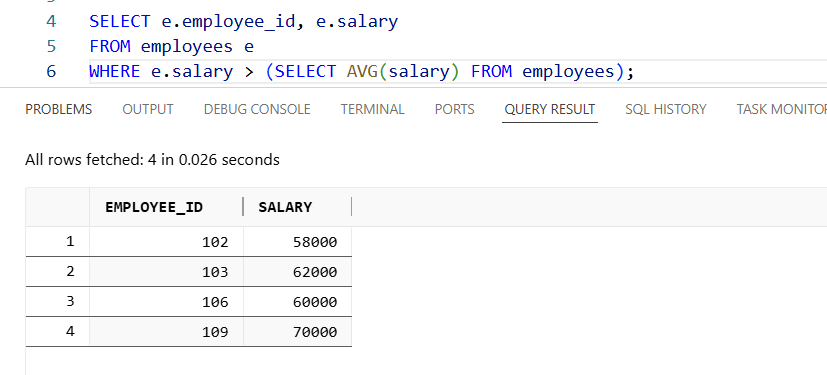 4 SELECT e.employee_id, e.salary
5 FROM employees e
6 WHERE e.salary > (SELECT AVG(salary) FROM employees);
PROBLEMS OUTPUT DEBUG CONSOLE TERMINAL PORTS QUERY RESULT SQL HISTORY TASK MONITOR
All rows fetched: 4 in 0.026 seconds
EMPLOYEE_ID SALARY
1 102 58000
2 103 62000
3 106 60000
4 109 70000